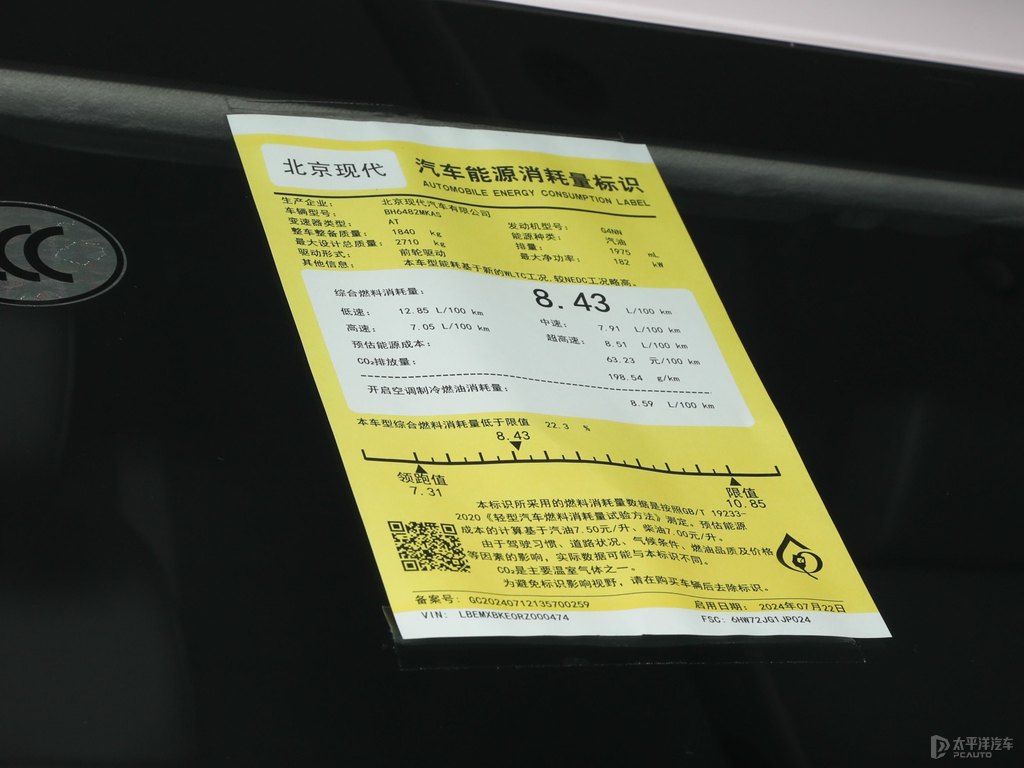 北京现代
汽车能源消耗量标识
AUTOMOBILE ENERGY CONSUMPTION LABEL
生产企业: 北京现代汽车有限公司
车辆型号: BH6482MKAS
变速器类型: AT 发动机型号: G4NN
整车整备质量: 1840 kg 能源种类: 汽油
最大设计总质量: 2710 kg 排量: 1975 mL
驱动形式: 前轮驱动 最大净功率: 182 kW
其他信息: 本车型能耗基于新的WLTC工况,较NEDC工况略高。
综合燃料消耗量: 8.43 L/100 km
低速: 12.85 L/100 km 中速: 7.91 L/100 km
高速: 7.05 L/100 km 超高速: 8.51 L/100 km
预估能源成本: 63.23 元/100 km
CO₂排放量: 198.54 g/km
开启空调制冷燃油消耗量: 8.59 L/100 km
本车型综合燃料消耗量低于限值 22.3 %
8.43
领跑值 限值
7.31 10.85
本标识所采用的燃料消耗量数据是按照GB/T 19233-
2020《轻型汽车燃料消耗量试验方法》测定。预估能源
成本的计算基于汽油7.50元/升、柴油7.00元/升。
由于驾驶习惯、道路状况、气候条件、燃油品质及价格
等因素的影响,实际数据可能与本标识不同。
CO₂是主要温室气体之一。
为避免标识影响视野,请在购买车辆后去除标识。
备案号: GC20240712135700259 启用日期: 2024年07月22日
VIN: LBEMXBKE0RZ000474 FSC: 6HW72JG1JP024
CCC
太平洋汽车
PCAUTO